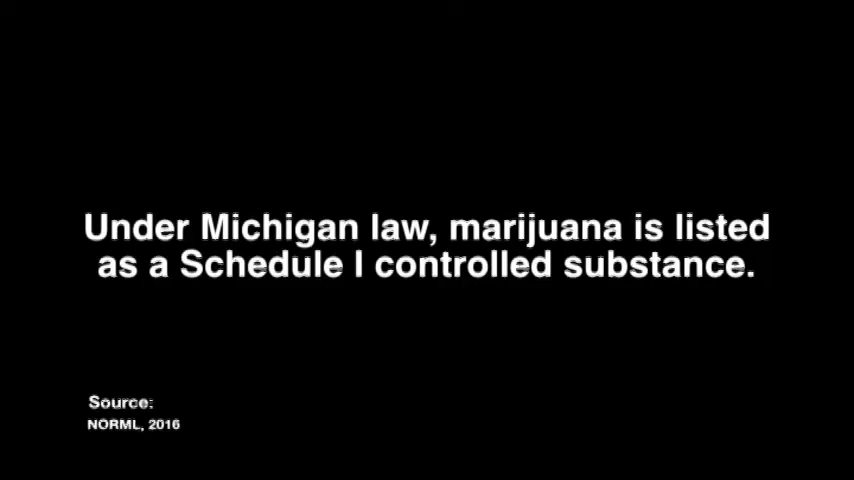 Under Michigan law, marijuana is listed
as a Schedule I controlled substance.
Source:
NORML, 2016